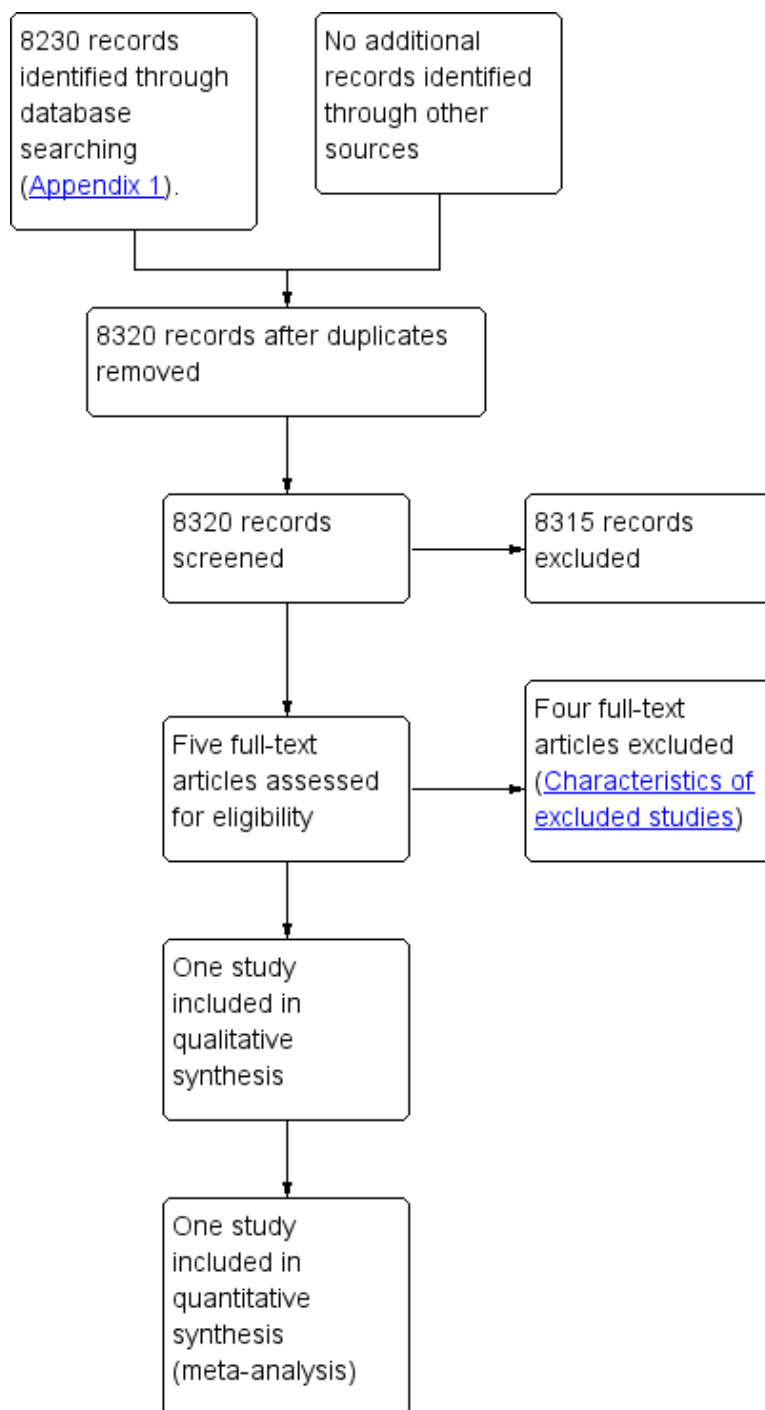 8230 records
identified through
database
searching
(Appendix 1).
No additional
records identified
through other
sources
8320 records after duplicates
removed
8320 records
screened
8315 records
excluded
Five full-text
articles assessed
for eligibility
Four full-text
articles excluded
(Characteristics of
excluded studies)
One study
included in
qualitative
synthesis
One study
included in
quantitative
synthesis
(meta-analysis)